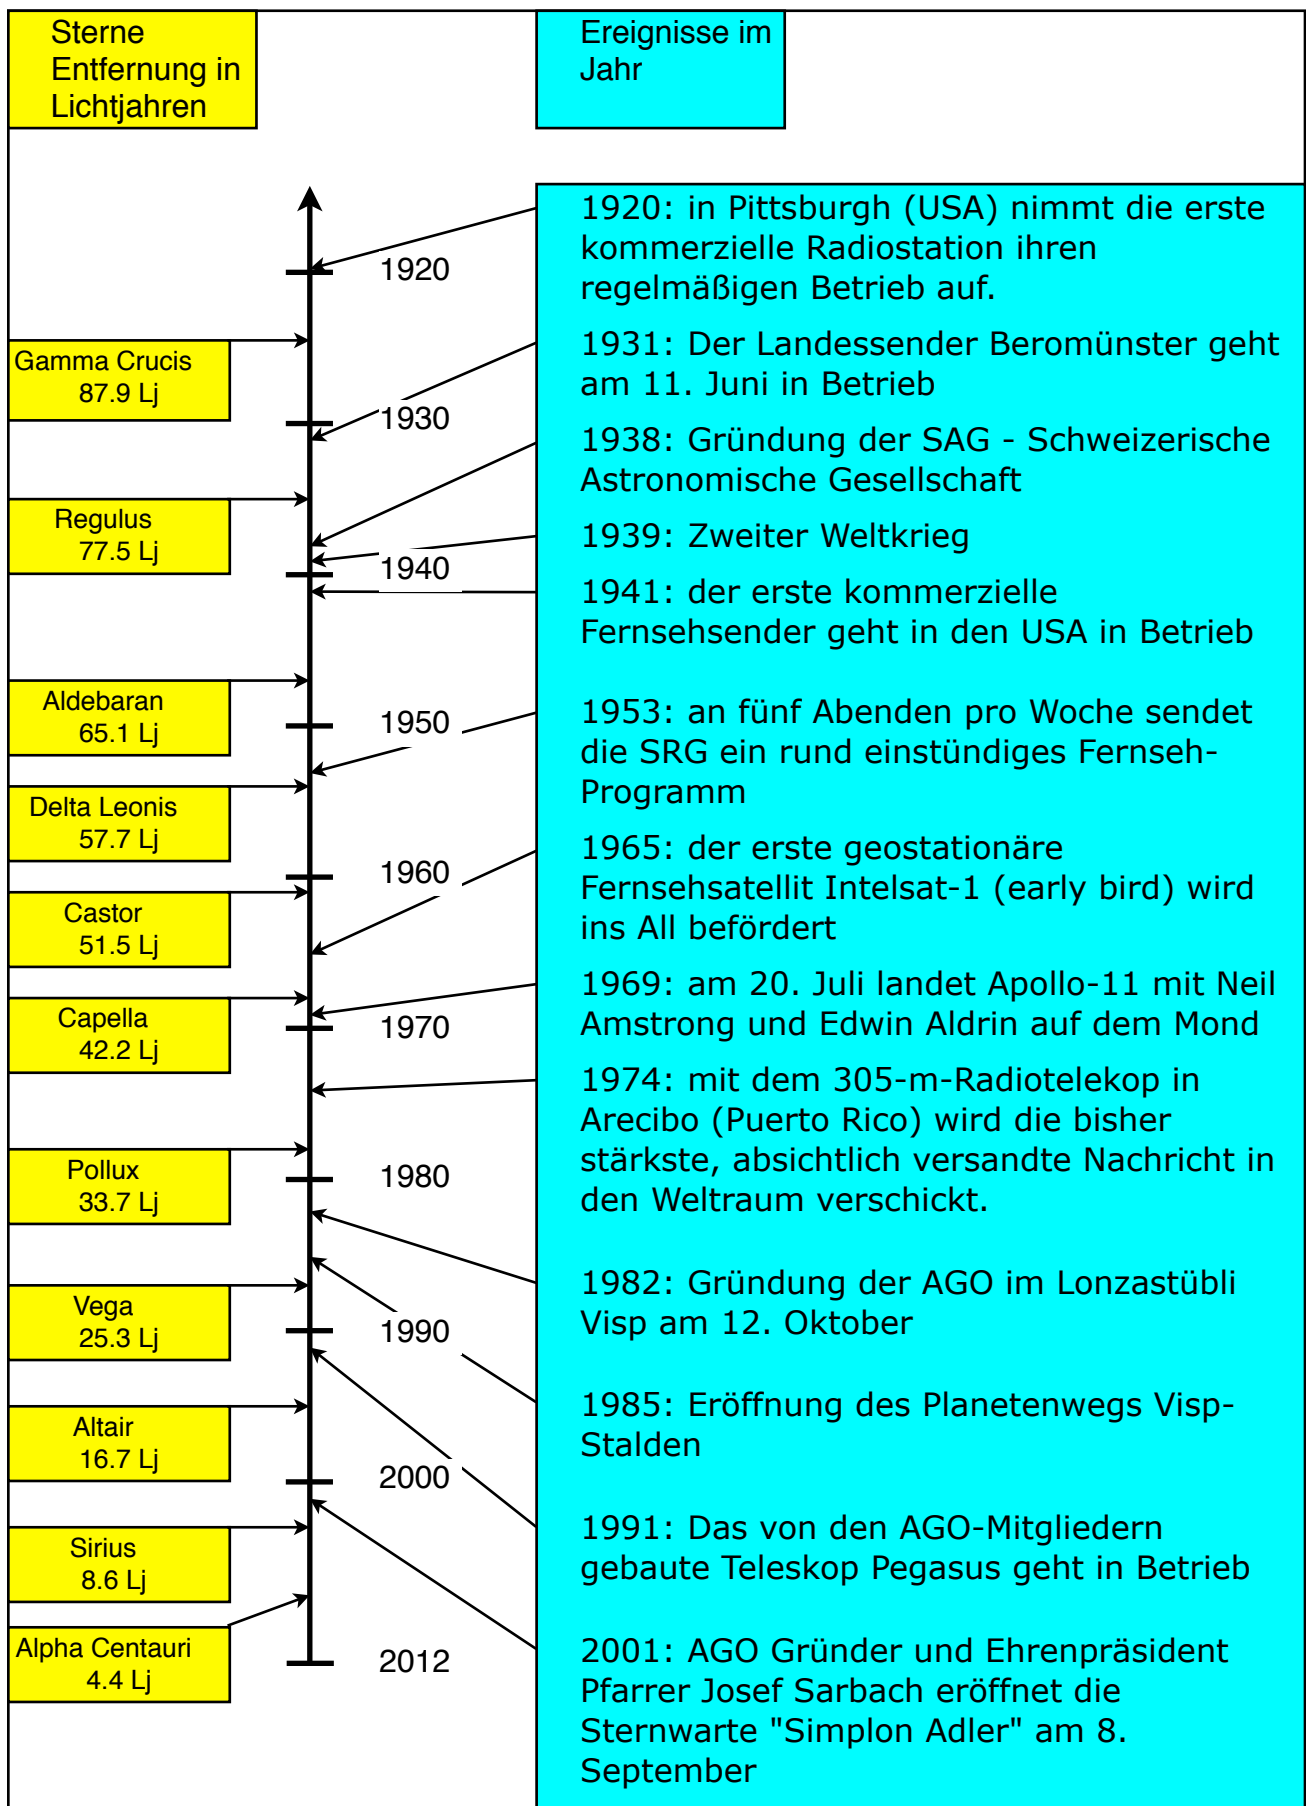 Sterne
Entfernung in
Lichtjahren
Ereignisse im
Jahr
1920
1930
1940
1950
1960
1970
1980
1990
2000
2012
Gamma Crucis
87.9 Lj
Regulus
77.5 Lj
Aldebaran
65.1 Lj
Delta Leonis
57.7 Lj
Castor
51.5 Lj
Capella
42.2 Lj
Pollux
33.7 Lj
Vega
25.3 Lj
Altair
16.7 Lj
Sirius
8.6 Lj
Alpha Centauri
4.4 Lj
1920: in Pittsburgh (USA) nimmt die erste
kommerzielle Radiostation ihren
regelmäßigen Betrieb auf.
1931: Der Landessender Beromünster geht
am 11. Juni in Betrieb
1938: Gründung der SAG - Schweizerische
Astronomische Gesellschaft
1939: Zweiter Weltkrieg
1941: der erste kommerzielle
Fernsehsender geht in den USA in Betrieb
1953: an fünf Abenden pro Woche sendet
die SRG ein rund einstündiges Fernseh-
Programm
1965: der erste geostationäre
Fernsehsatellit Intelsat-1 (early bird) wird
ins All befördert
1969: am 20. Juli landet Apollo-11 mit Neil
Amstrong und Edwin Aldrin auf dem Mond
1974: mit dem 305-m-Radiotelekop in
Arecibo (Puerto Rico) wird die bisher
stärkste, absichtlich versandte Nachricht in
den Weltraum verschickt.
1982: Gründung der AGO im Lonzastübli
Visp am 12. Oktober
1985: Eröffnung des Planetenwegs Visp-
Stalden
1991: Das von den AGO-Mitgliedern
gebaute Teleskop Pegasus geht in Betrieb
2001: AGO Gründer und Ehrenpräsident
Pfarrer Josef Sarbach eröffnet die
Sternwarte "Simplon Adler" am 8.
September